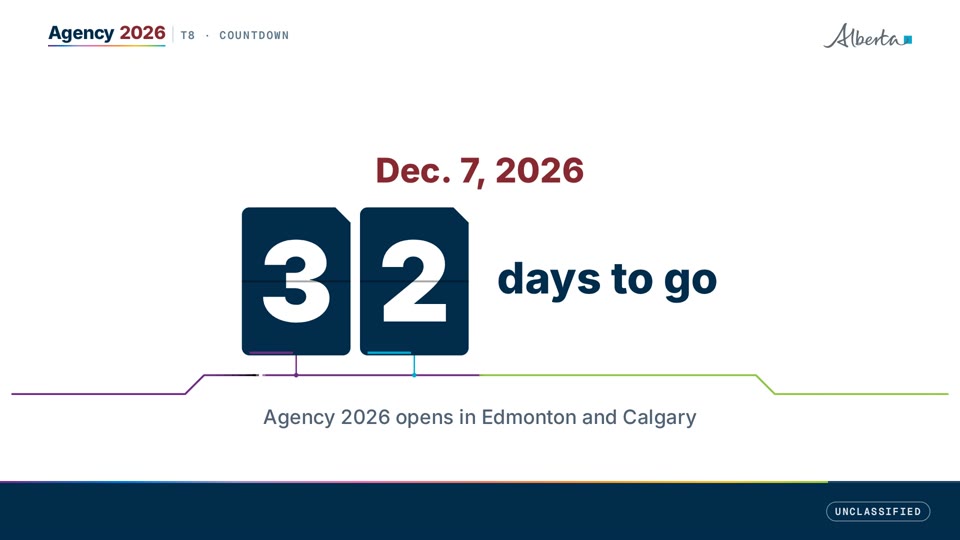 Agency 2026 | T8 · COUNTDOWN
Alberta
Dec. 7, 2026
32 days to go
Agency 2026 opens in Edmonton and Calgary
UNCLASSIFIED